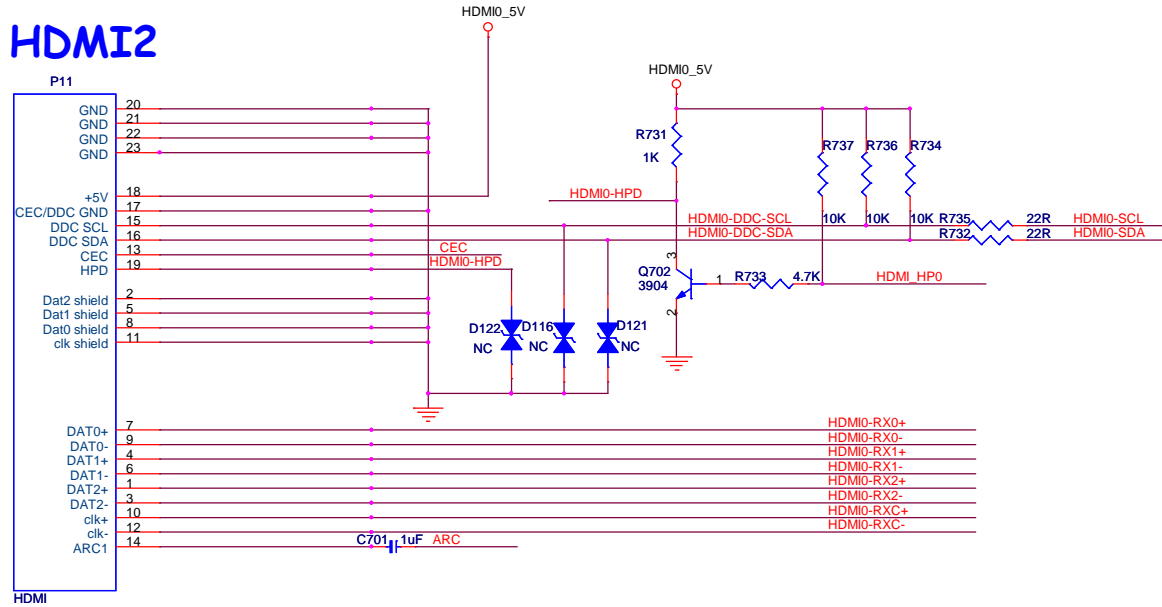 HDMI0_5V
HDMI2
P11
HDMI0_5V
GND 20
GND 21
GND 22
GND 23
+5V 18
CEC/DDC GND 17
DDC SCL 15
DDC SDA 16
CEC 13
HPD 19
Dat2 shield 2
Dat1 shield 5
Dat0 shield 8
clk shield 11
DAT0+ 7
DAT0- 9
DAT1+ 4
DAT1- 6
DAT2+ 1
DAT2- 3
clk+ 10
clk- 12
ARC1 14
HDMI
CEC
HDMI0-HPD
D122 D116 D121
NC NC NC
R731
1K
HDMI0-HPD
R737 R736 R734
10K 10K 10K
HDMI0-DDC-SCL
HDMI0-DDC-SDA
R735 22R HDMI0-SCL
R732 22R HDMI0-SDA
3
Q702
3904
1
2
R733 4.7K HDMI_HP0
HDMI0-RX0+
HDMI0-RX0-
HDMI0-RX1+
HDMI0-RX1-
HDMI0-RX2+
HDMI0-RX2-
HDMI0-RXC+
HDMI0-RXC-
C701 1uF ARC